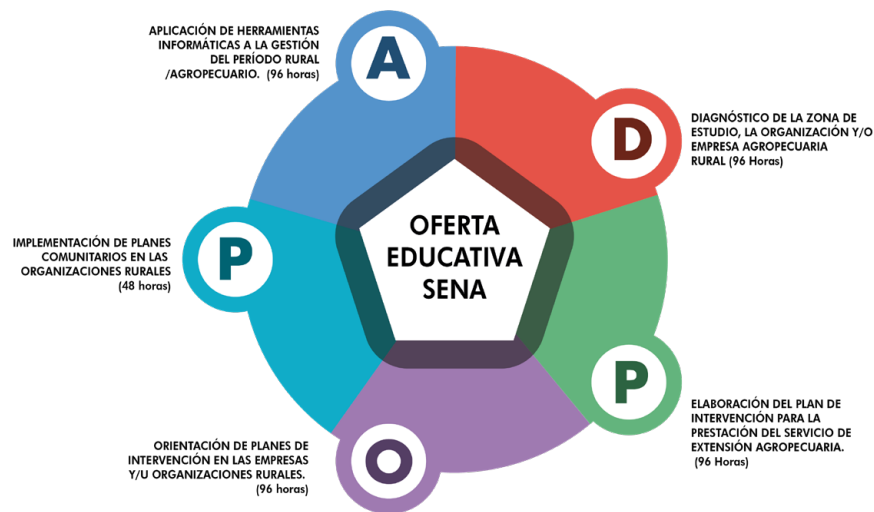 APLICACIÓN DE HERRAMIENTAS
INFORMÁTICAS A LA GESTIÓN
DEL PERÍODO RURAL
/AGROPECUARIO. (96 horas)
A
D
DIAGNÓSTICO DE LA ZONA DE
ESTUDIO, LA ORGANIZACIÓN Y/O
EMPRESA AGROPECUARIA
RURAL (96 Horas)
OFERTA
EDUCATIVA
SENA
IMPLEMENTACIÓN DE PLANES
COMUNITARIOS EN LAS
ORGANIZACIONES RURALES
(48 horas)
P
P
ELABORACIÓN DEL PLAN DE
INTERVENCIÓN PARA LA
PRESTACIÓN DEL SERVICIO DE
EXTENSIÓN AGROPECUARIA.
(96 Horas)
ORIENTACIÓN DE PLANES DE
INTERVENCIÓN EN LAS EMPRESAS
Y/U ORGANIZACIONES RURALES.
(96 horas)
O